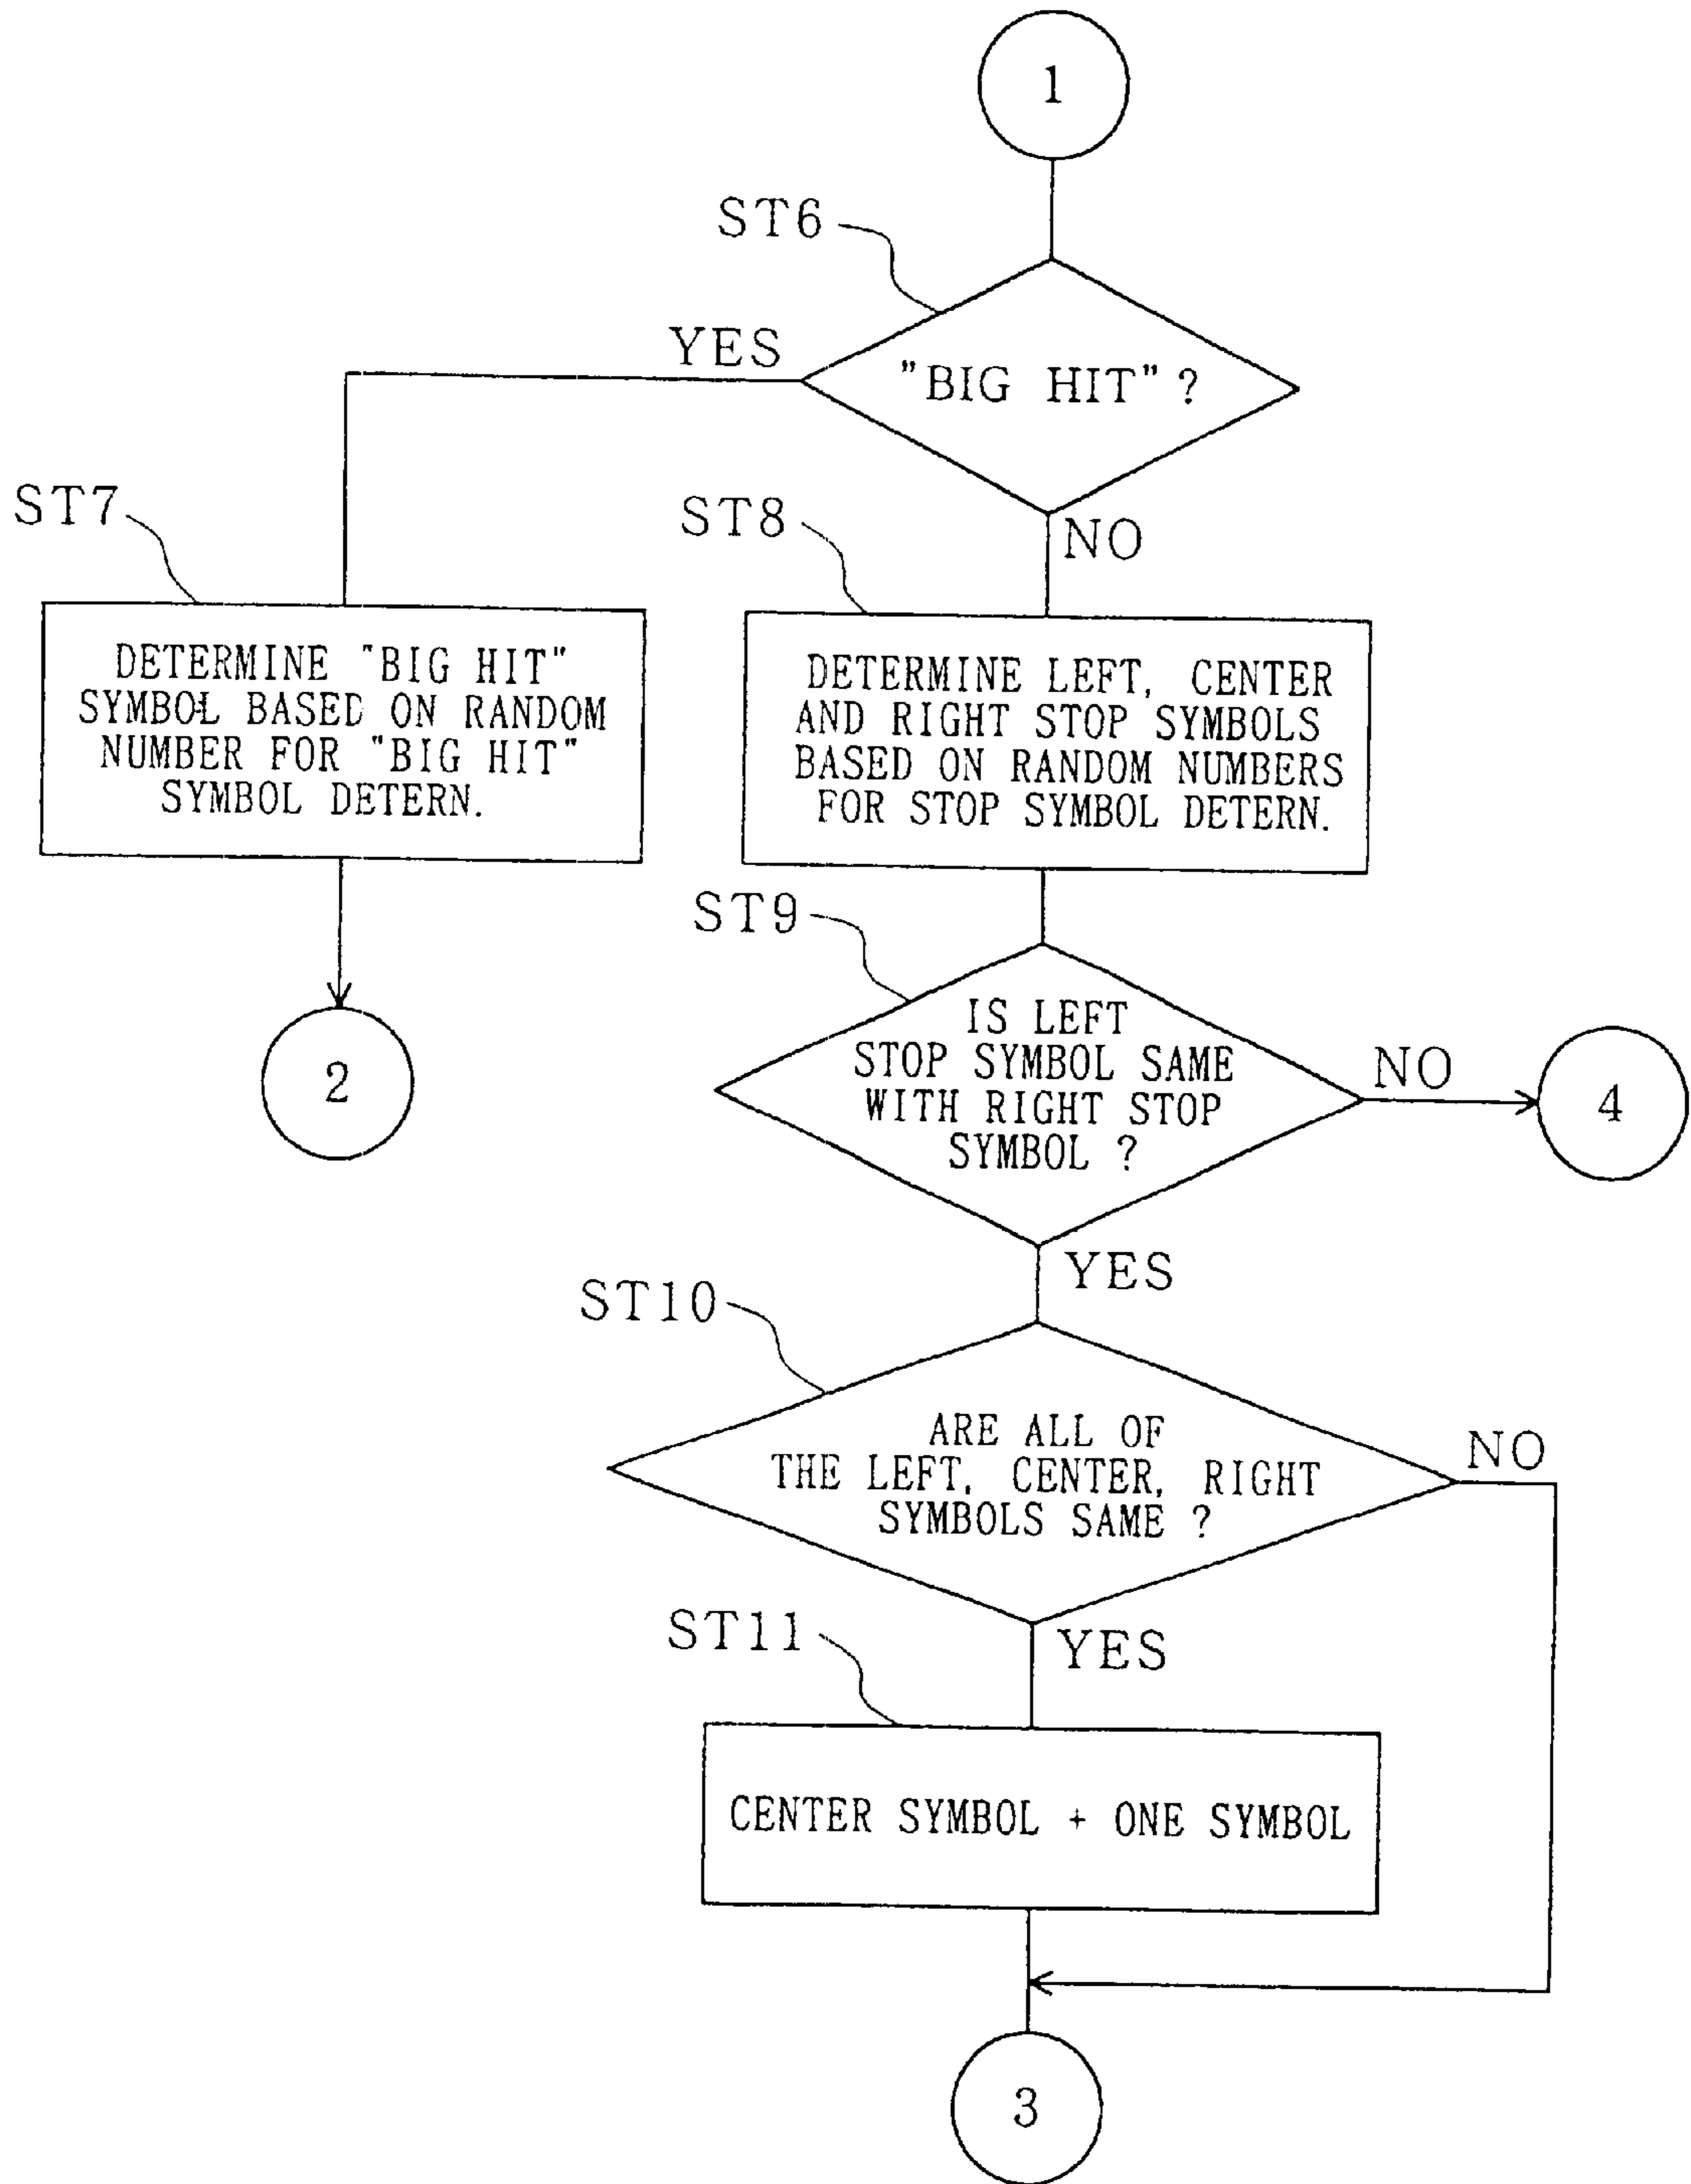 1
ST6
YES
"BIG HIT" ?
ST7
ST8
NO
DETERMINE "BIG HIT"
SYMBOL BASED ON RANDOM
NUMBER FOR "BIG HIT"
SYMBOL DETERN.
DETERMINE LEFT, CENTER
AND RIGHT STOP SYMBOLS
BASED ON RANDOM NUMBERS
FOR STOP SYMBOL DETERN.
ST9
2
IS LEFT
STOP SYMBOL SAME
WITH RIGHT STOP
SYMBOL ?
NO
4
YES
ST10
ARE ALL OF
THE LEFT, CENTER, RIGHT
SYMBOLS SAME ?
NO
ST11
YES
CENTER SYMBOL + ONE SYMBOL
3